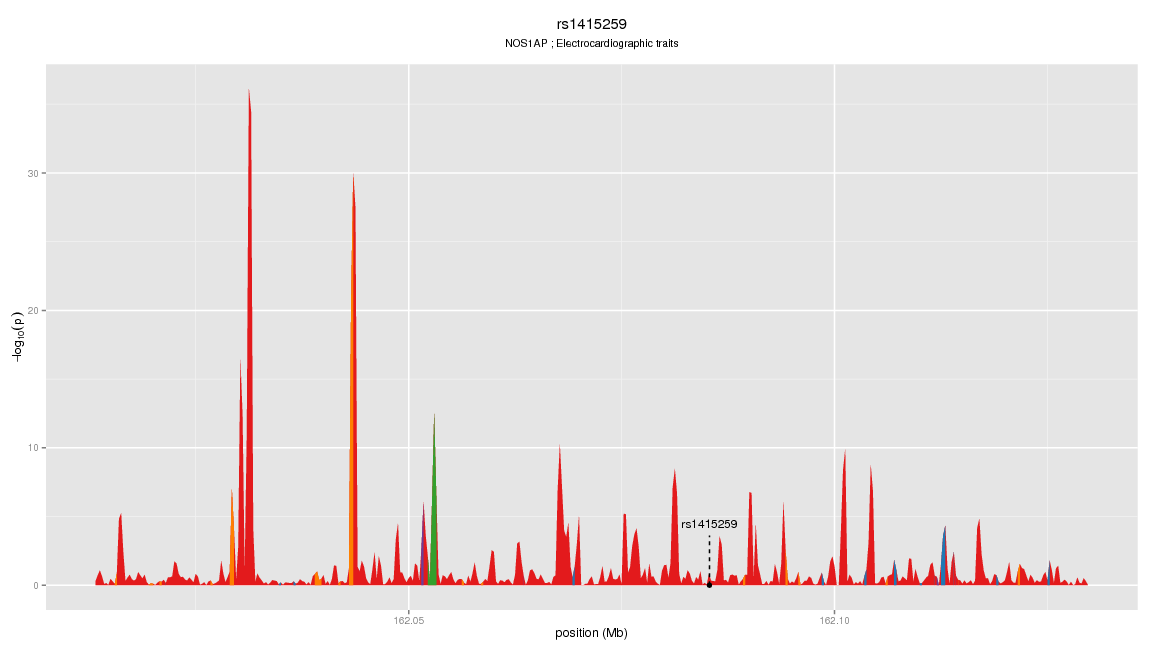 rs1415259
NOS1AP ; Electrocardiographic traits
−log10(p)
30
20
10
0
rs1415259
162.05
162.10
position (Mb)